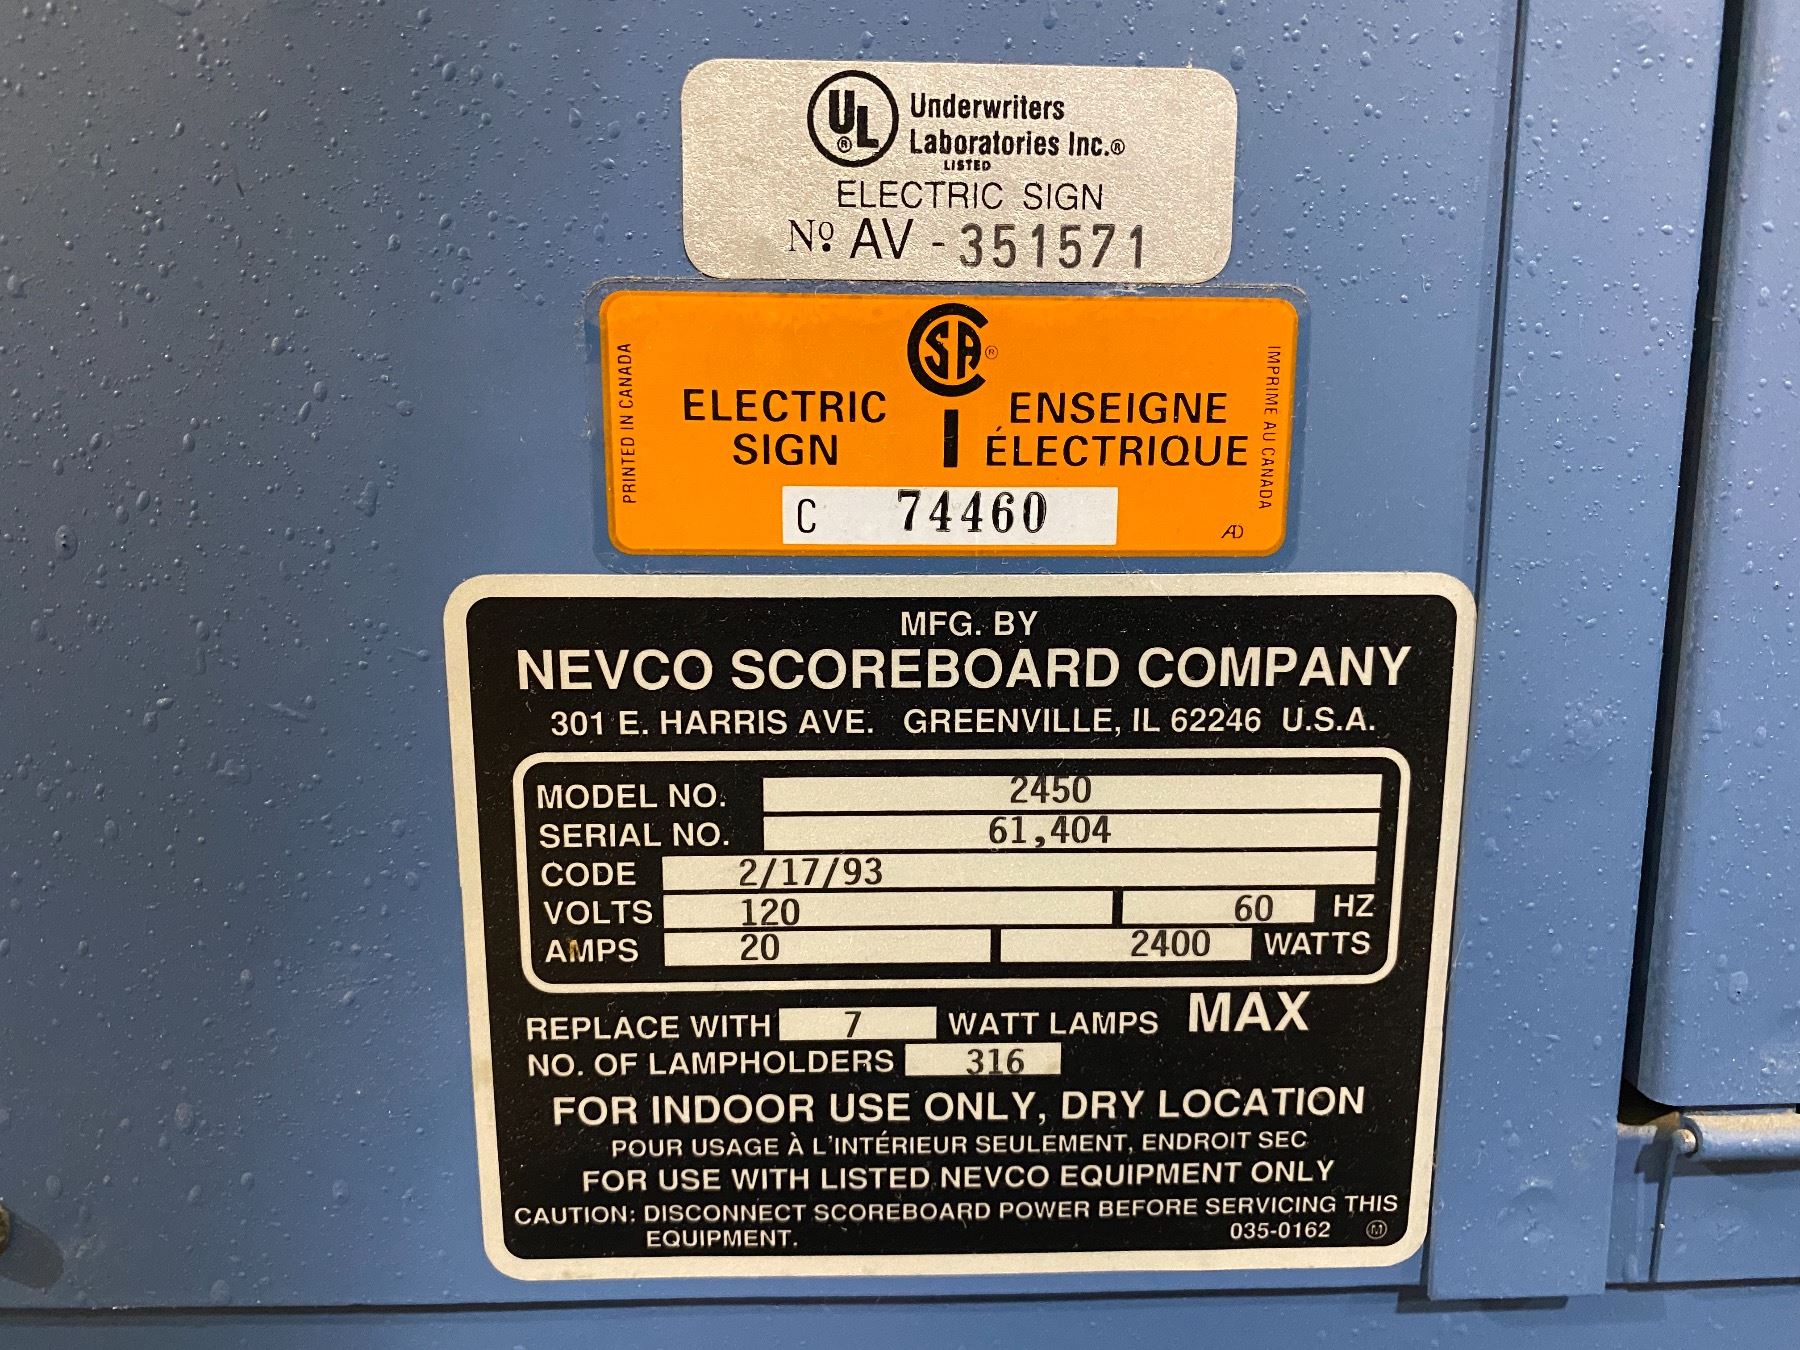 UL®
Underwriters
Laboratories Inc.®
LISTED
ELECTRIC SIGN
Nº AV - 351571
PRINTED IN CANADA
CSA®
ELECTRIC SIGN
ENSEIGNE ÉLECTRIQUE
IMPRIME AU CANADA
C 74460
AD
MFG. BY
NEVCO SCOREBOARD COMPANY
301 E. HARRIS AVE. GREENVILLE, IL 62246 U.S.A.
MODEL NO. 2450
SERIAL NO. 61,404
CODE 2/17/93
VOLTS 120 60 HZ
AMPS 20 2400 WATTS
REPLACE WITH 7 WATT LAMPS MAX
NO. OF LAMPHOLDERS 316
FOR INDOOR USE ONLY, DRY LOCATION
POUR USAGE À L'INTÉRIEUR SEULEMENT, ENDROIT SEC
FOR USE WITH LISTED NEVCO EQUIPMENT ONLY
CAUTION: DISCONNECT SCOREBOARD POWER BEFORE SERVICING THIS
EQUIPMENT. 035-0162 M